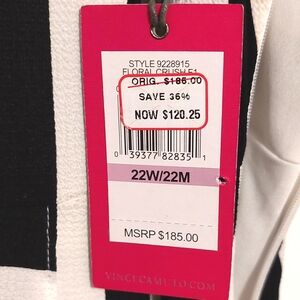 STYLE 9228915
FLORAL CRUSH E1
ORIG. $186.00
SAVE 36%
NOW $120.25
0 39377 82835 1
22W/22M
MSRP $185.00
VINCECAMUTO.COM